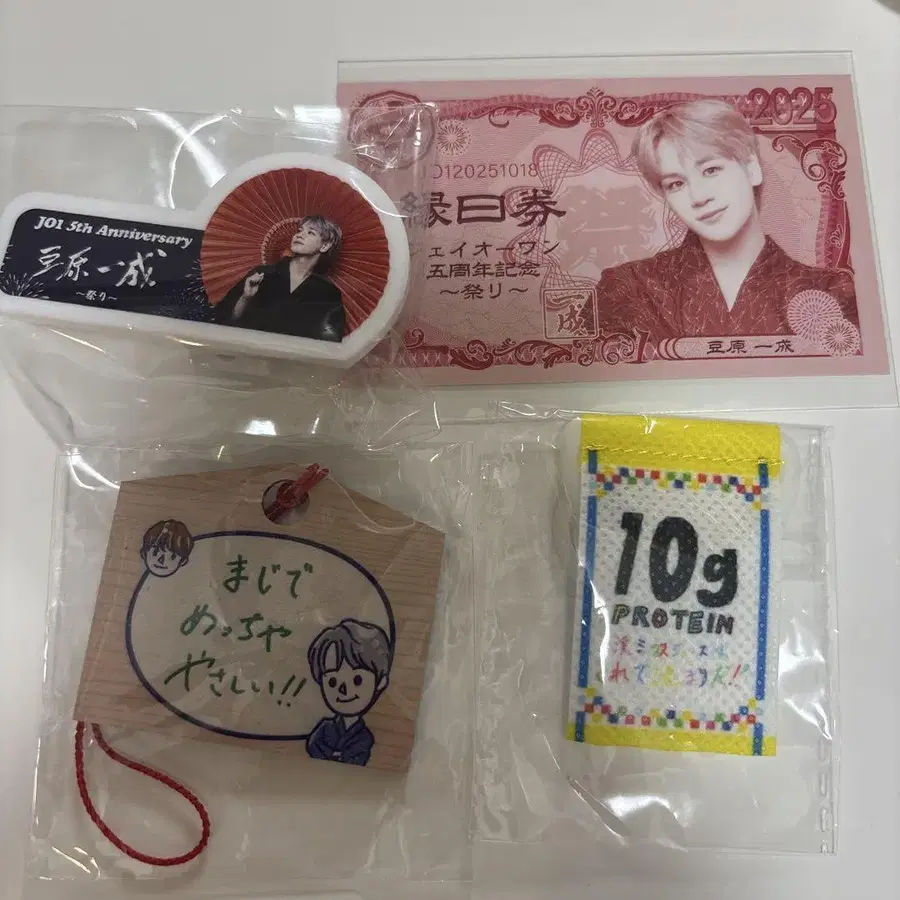 JO1 5th Anniversary
豆原一成
～祭り～
2025
JO120251018
縁日券
ェイオーワン
五周年記念
～祭り～
一成
豆原 一成
まじで
めっちゃ
やさしい!!
10g
PROTEIN